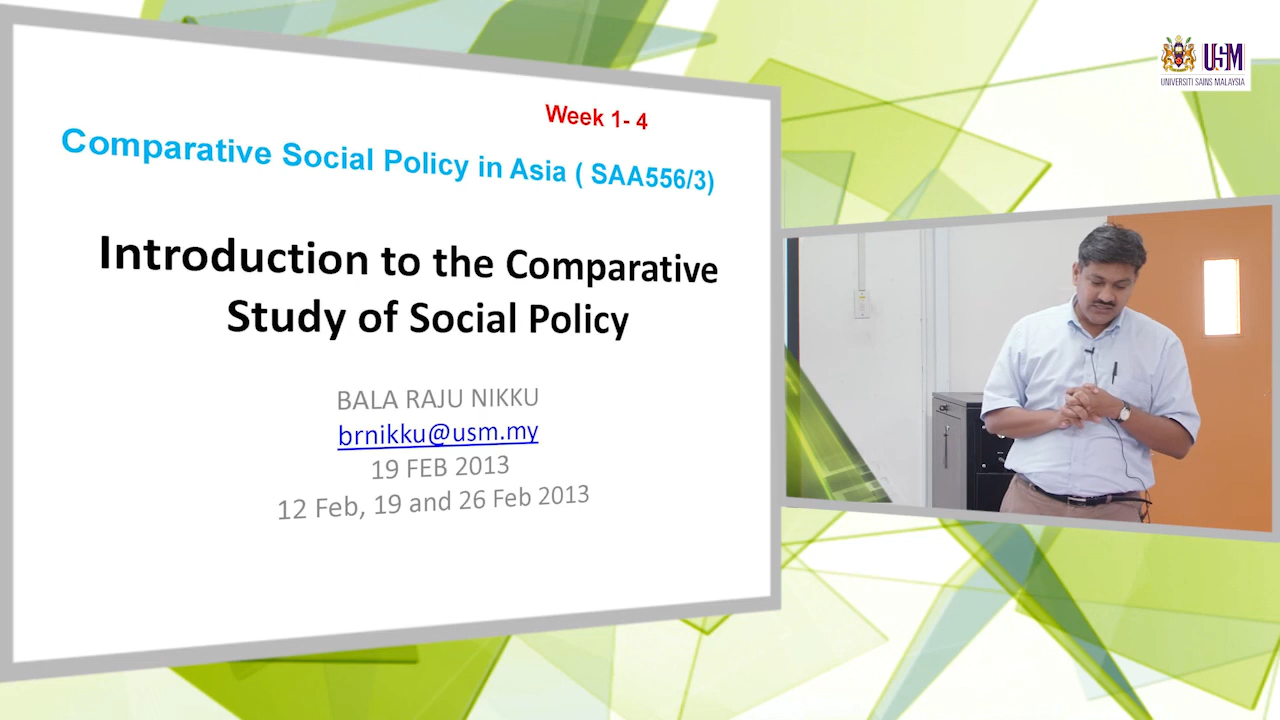 Week 1- 4
Comparative Social Policy in Asia ( SAA556/3)
Introduction to the Comparative
Study of Social Policy
BALA RAJU NIKKU
brnikku@usm.my
19 FEB 2013
12 Feb, 19 and 26 Feb 2013
USM
UNIVERSITI SAINS MALAYSIA